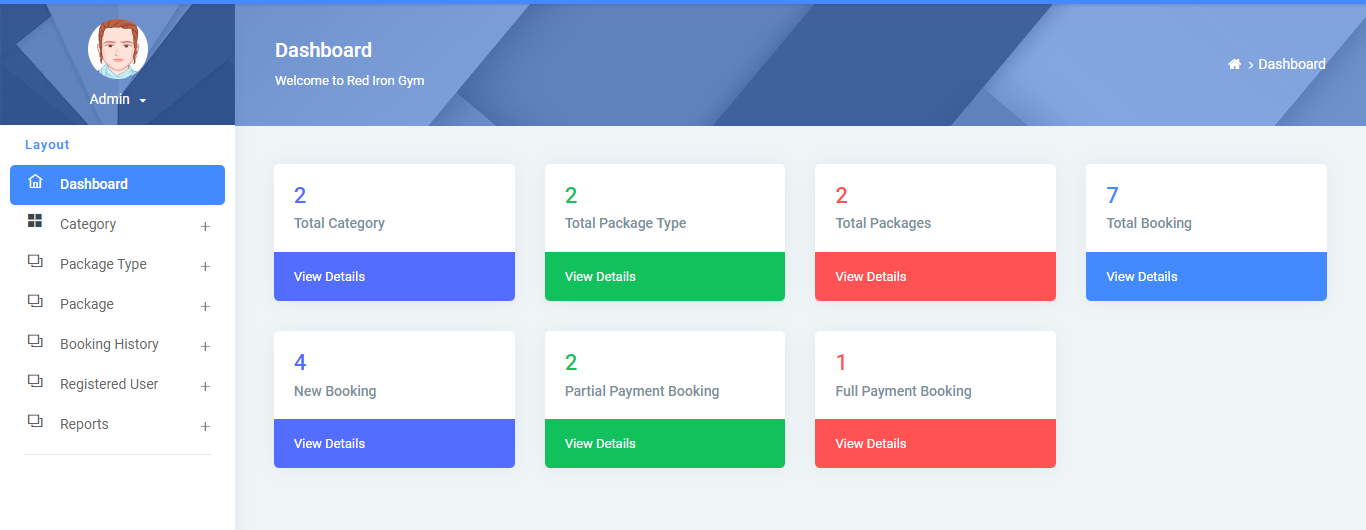 Admin
Layout
Dashboard
Category +
Package Type +
Package +
Booking History +
Registered User +
Reports +
Dashboard
Welcome to Red Iron Gym
> Dashboard
2
Total Category
View Details
2
Total Package Type
View Details
2
Total Packages
View Details
7
Total Booking
View Details
4
New Booking
View Details
2
Partial Payment Booking
View Details
1
Full Payment Booking
View Details